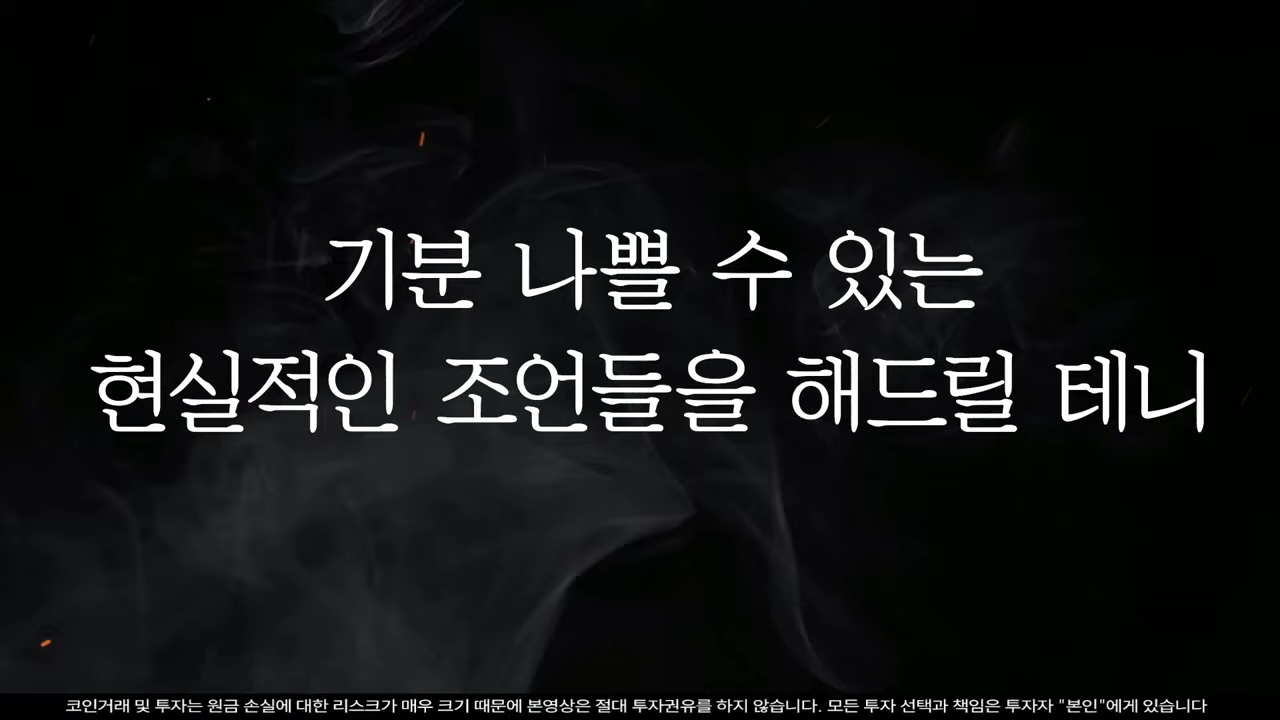 기분 나쁠 수 있는
현실적인 조언들을 해드릴 테니
코인거래 및 투자는 원금 손실에 대한 리스크가 매우 크기 때문에 본영상은 절대 투자권유를 하지 않습니다. 모든 투자 선택과 책임은 투자자 "본인"에게 있습니다